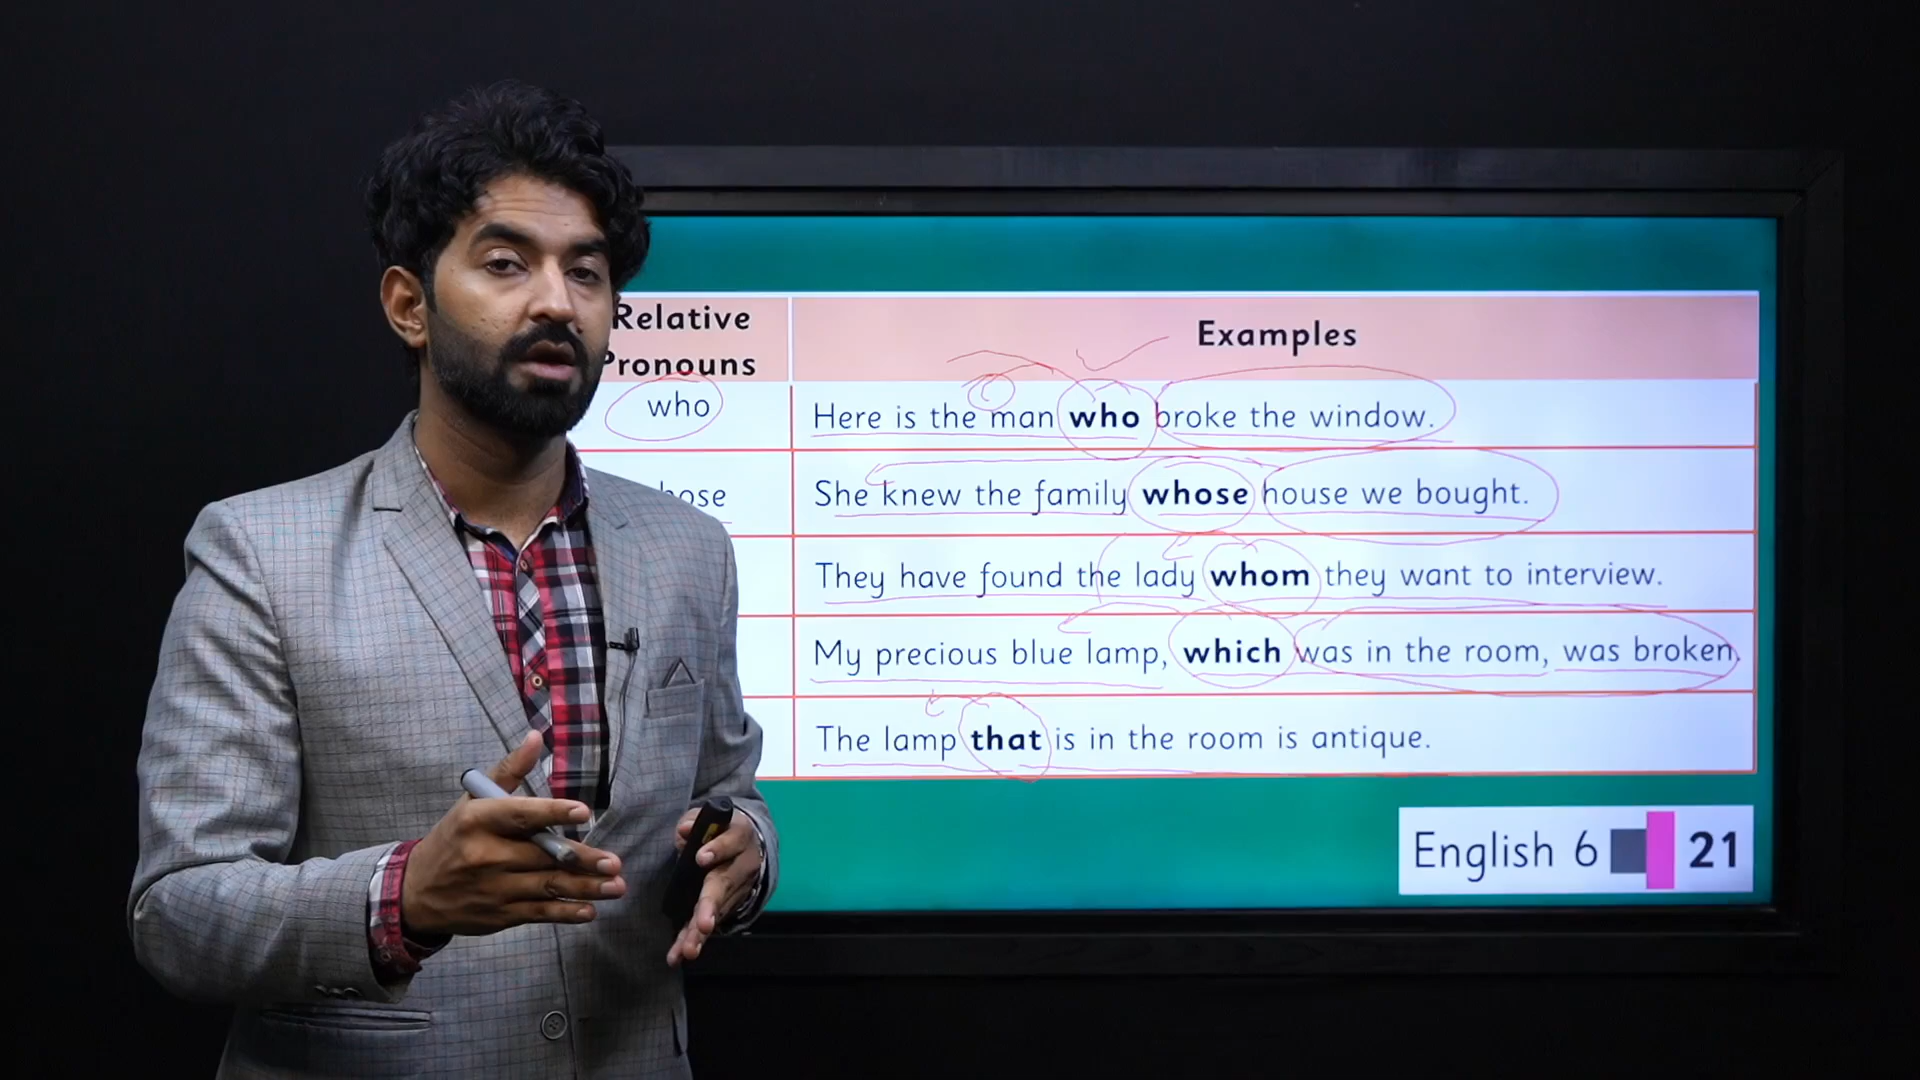 Relative
Pronouns
Examples
who
Here is the man who broke the window.
She knew the family whose house we bought.
They have found the lady whom they want to interview.
My precious blue lamp, which was in the room, was broken.
The lamp that is in the room is antique.
English 6 21